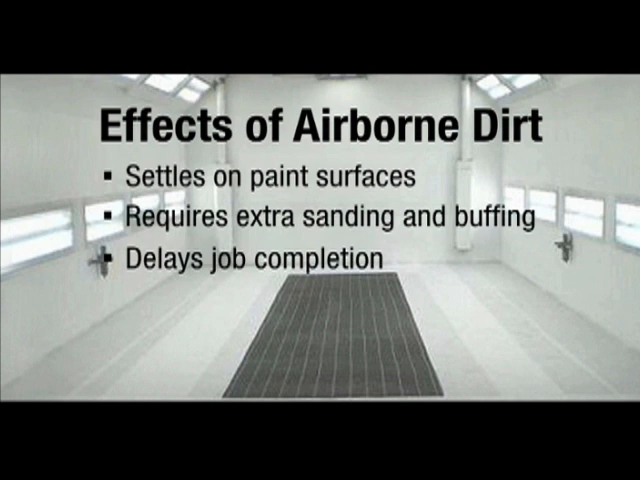 Effects of Airborne Dirt
▪ Settles on paint surfaces
▪ Requires extra sanding and buffing
▪ Delays job completion